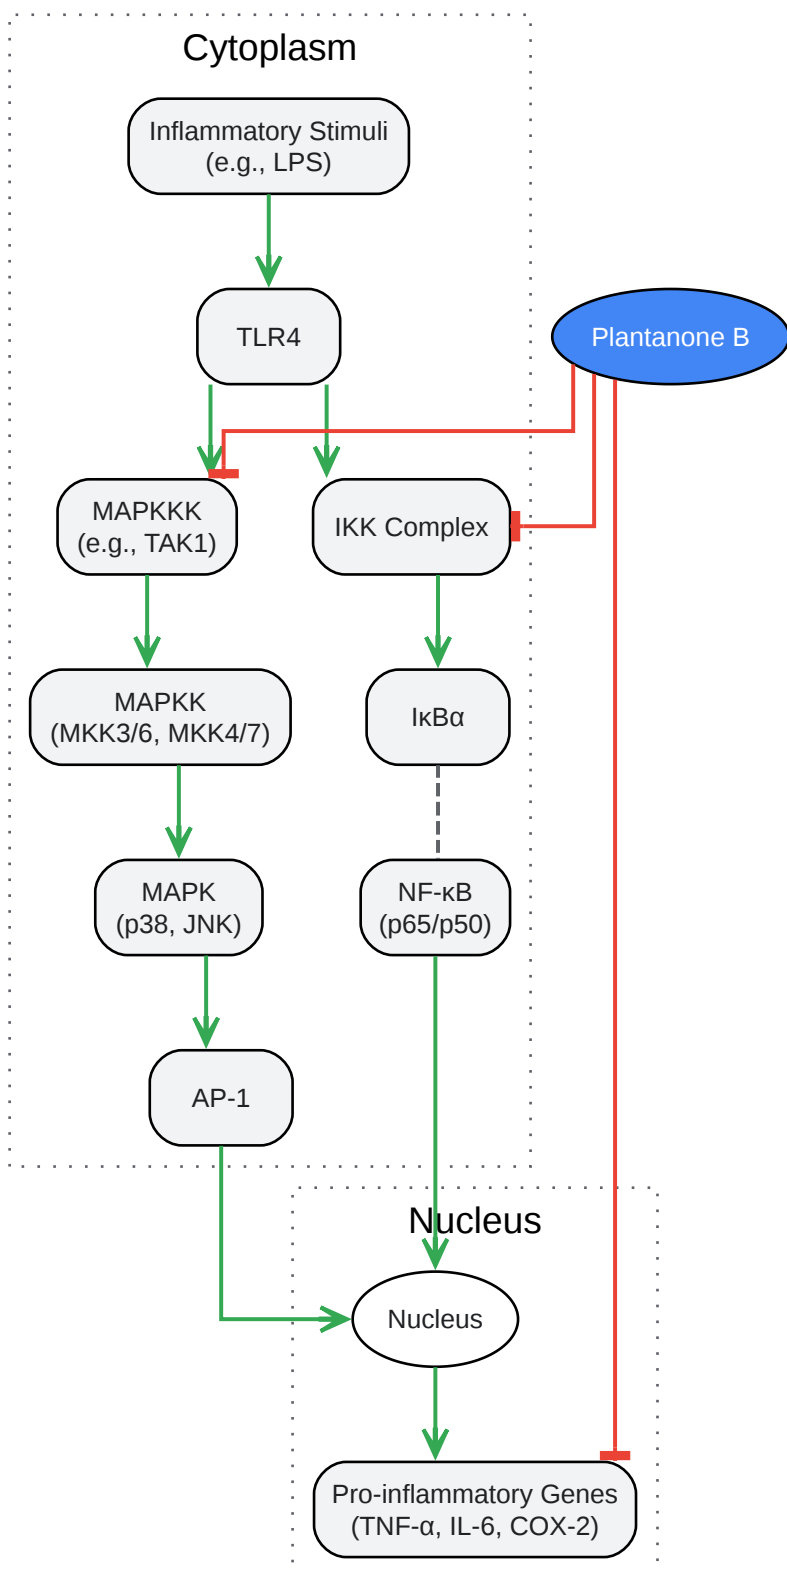 Cytoplasm
Inflammatory Stimuli
(e.g., LPS)
TLR4
Plantanone B
MAPKKK
(e.g., TAK1)
IKK Complex
MAPKK
(MKK3/6, MKK4/7)
IκBα
MAPK
(p38, JNK)
NF-κB
(p65/p50)
AP-1
Nucleus
Nucleus
Pro-inflammatory Genes
(TNF-α, IL-6, COX-2)